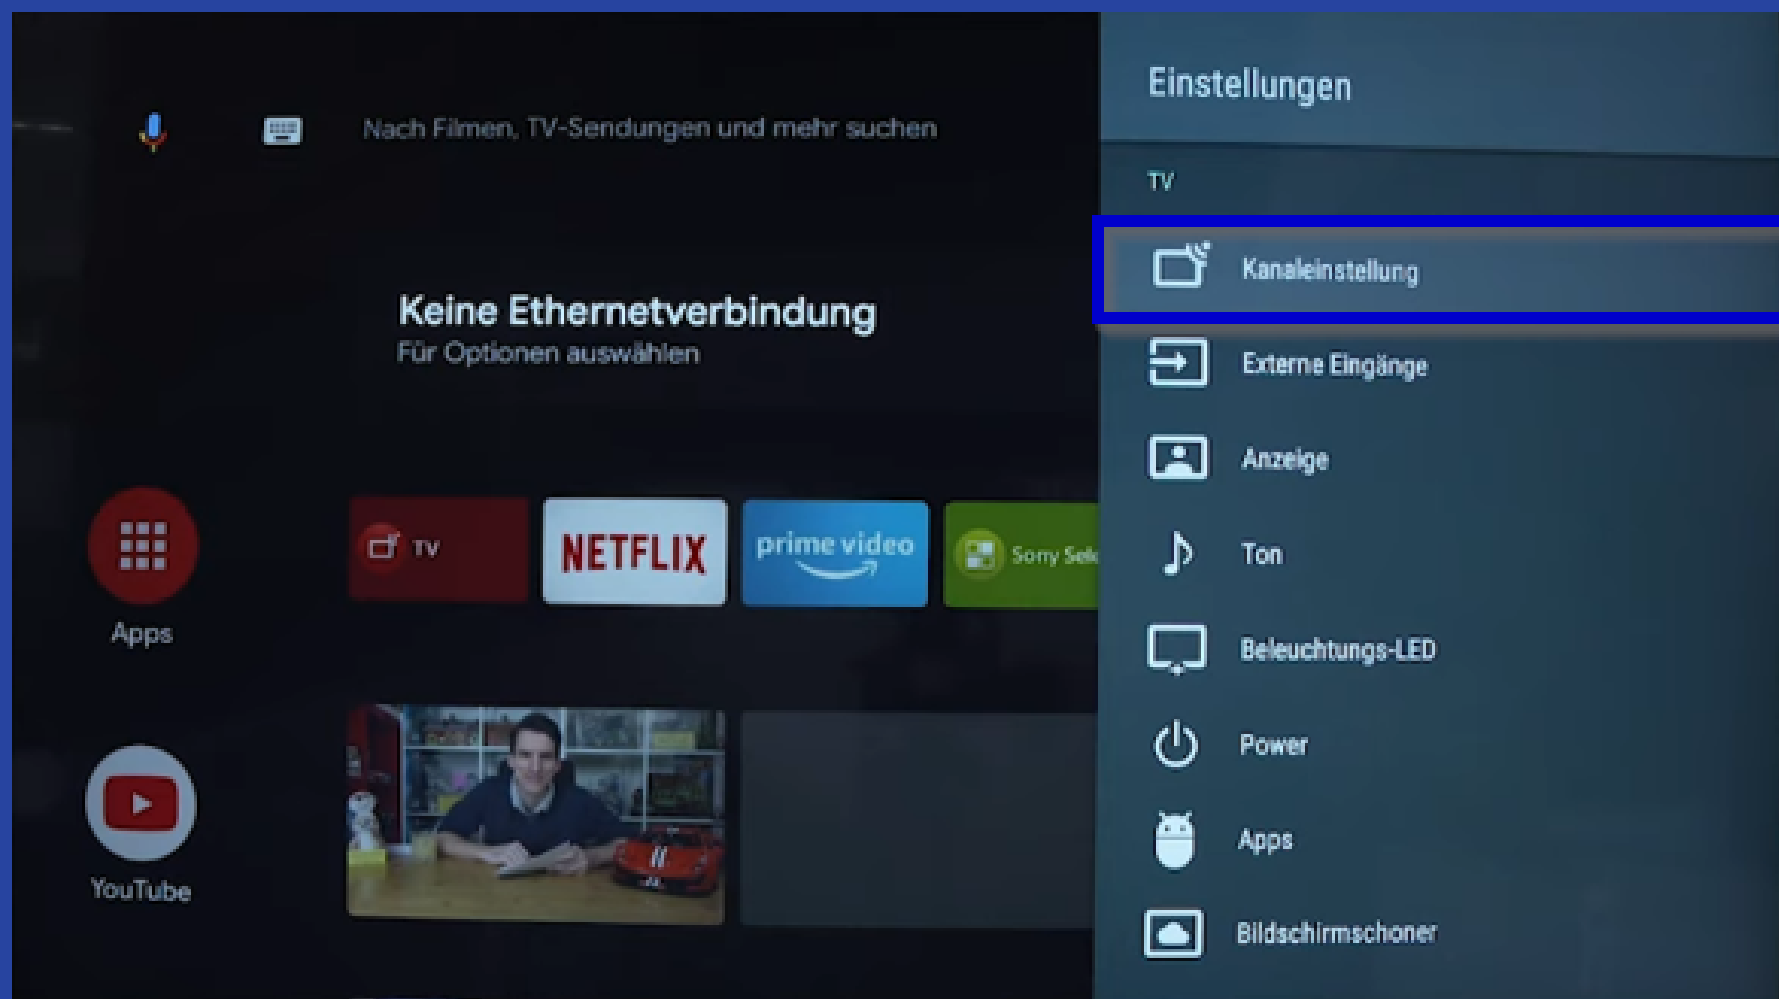 Nach Filmen, TV-Sendungen und mehr suchen
Keine Ethernetverbindung
Für Optionen auswählen
Apps
TV
NETFLIX
prime video
Sony
YouTube
Einstellungen
TV
Kanaleinstellung
Externe Eingänge
Anzeige
Ton
Beleuchtungs-LED
Power
Apps
Bildschirmschoner